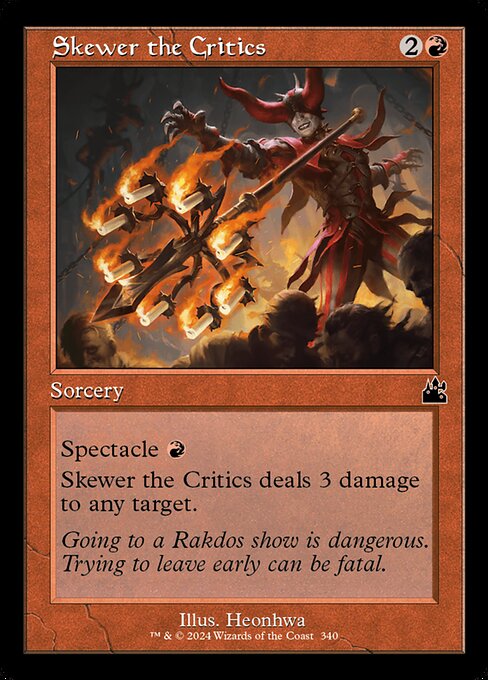 Skewer the Critics 2
Sorcery
Spectacle
Skewer the Critics deals 3 damage
to any target.
Going to a Rakdos show is dangerous.
Trying to leave early can be fatal.
Illus. Heonhwa
™ & © 2024 Wizards of the Coast 340